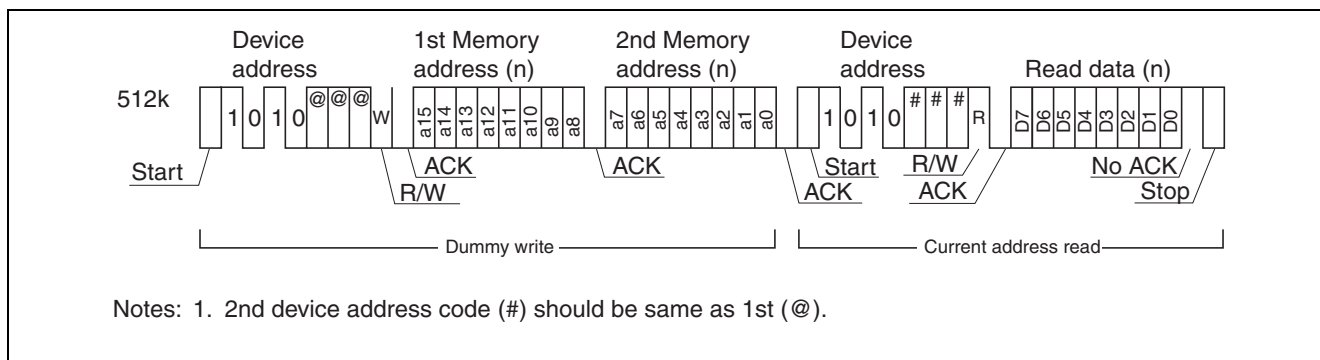 Device address
1st Memory address (n)
2nd Memory address (n)
Device address
Read data (n)
512k
1 0 1 0 @ @ @ W
a15 a14 a13 a12 a11 a10 a9 a8
a7 a6 a5 a4 a3 a2 a1 a0
1 0 1 0 # # # R
D7 D6 D5 D4 D3 D2 D1 D0
Start
R/W
ACK
ACK
ACK
Start
R/W
ACK
No ACK
Stop
Dummy write
Current address read
Notes: 1. 2nd device address code (#) should be same as 1st (@).